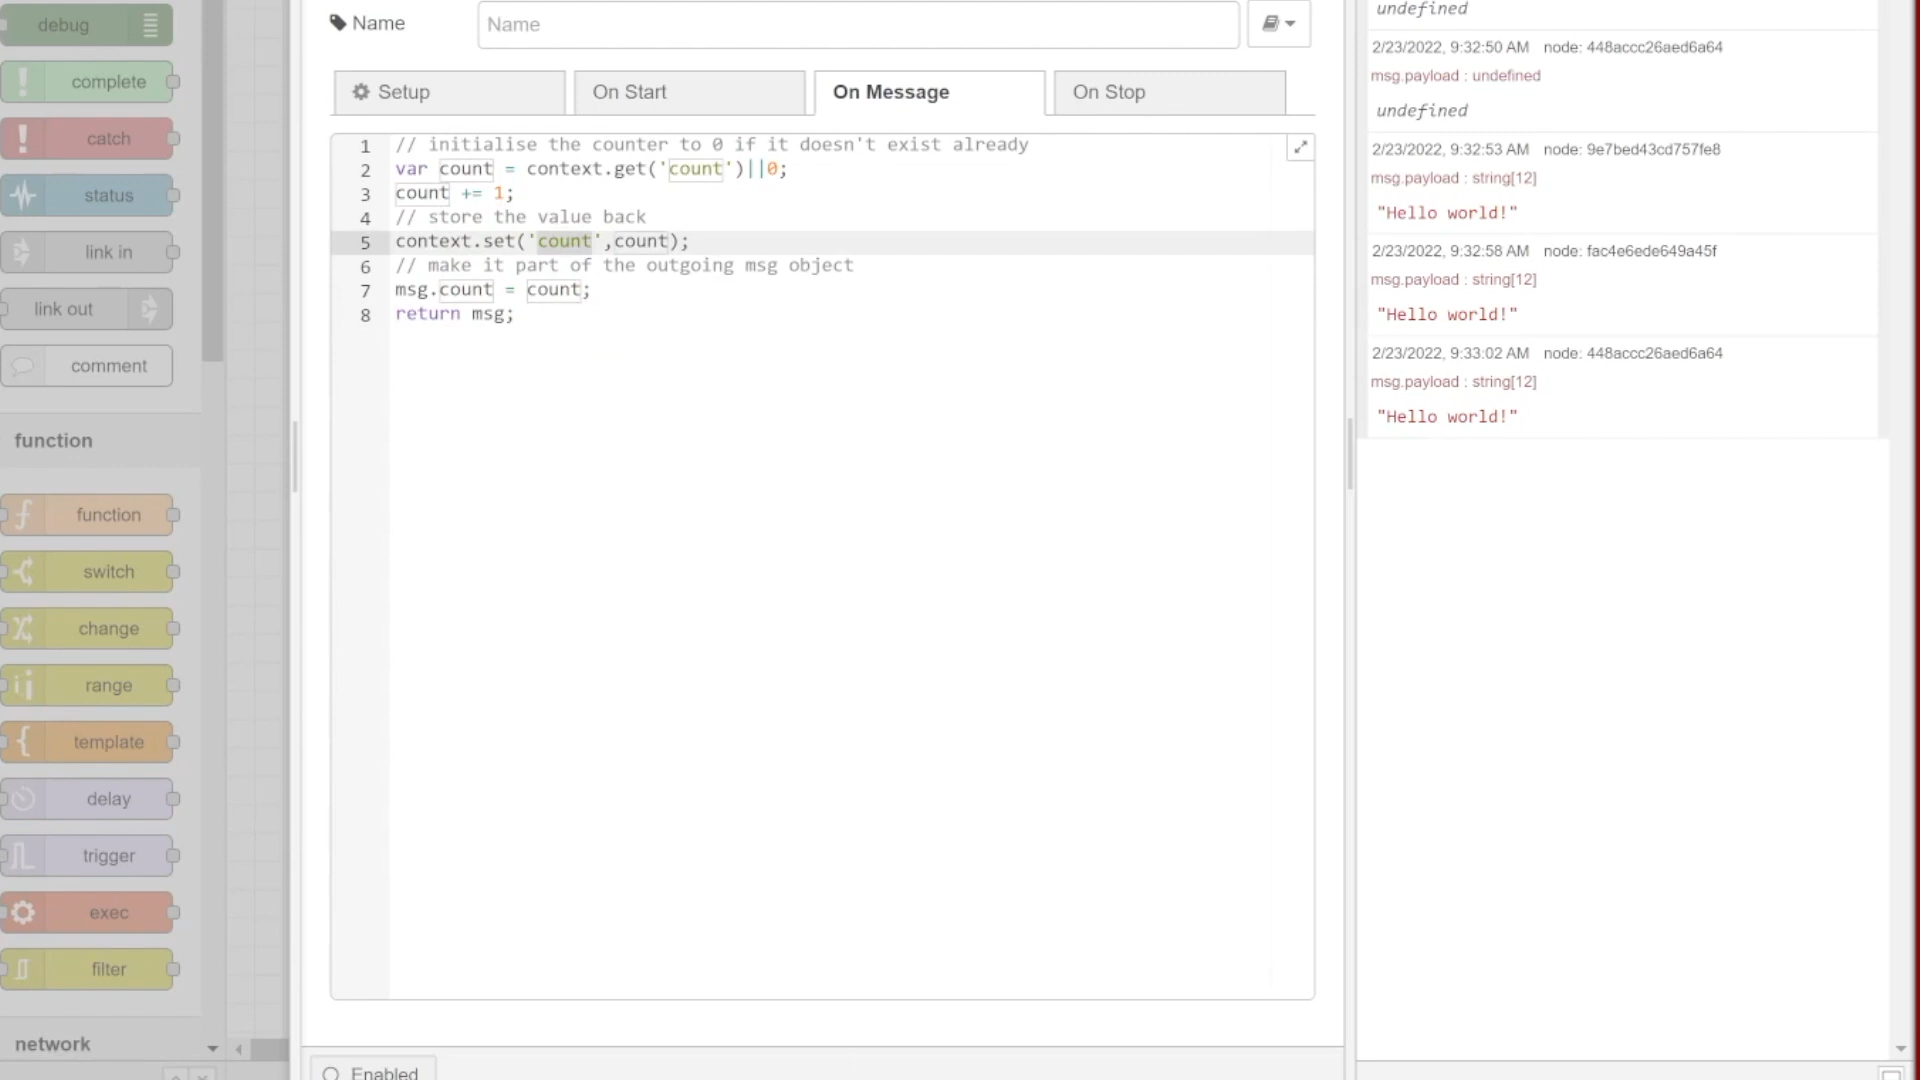 debug
complete
catch
status
link in
link out
comment
function
function
switch
change
range
template
delay
trigger
exec
filter
network
Name
Name
Setup
On Start
On Message
On Stop
1 // initialise the counter to 0 if it doesn't exist already
2 var count = context.get('count')||0;
3 count += 1;
4 // store the value back
5 context.set('count',count);
6 // make it part of the outgoing msg object
7 msg.count = count;
8 return msg;
Enabled
undefined
2/23/2022, 9:32:50 AM node: 448accc26aed6a64
msg.payload : undefined
undefined
2/23/2022, 9:32:53 AM node: 9e7bed43cd757fe8
msg.payload : string[12]
"Hello world!"
2/23/2022, 9:32:58 AM node: fac4e6ede649a45f
msg.payload : string[12]
"Hello world!"
2/23/2022, 9:33:02 AM node: 448accc26aed6a64
msg.payload : string[12]
"Hello world!"